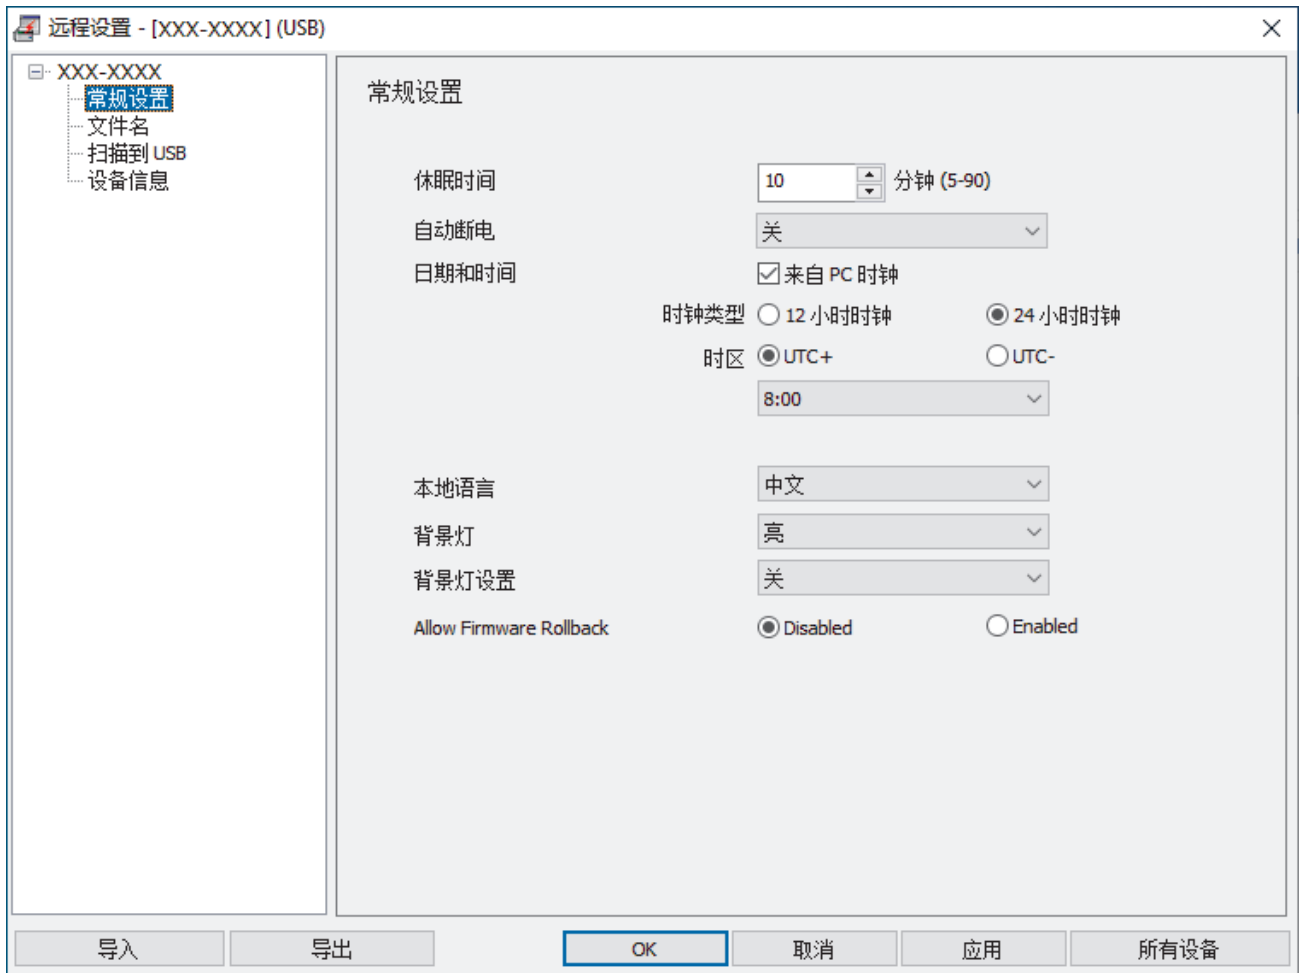 远程设置 - [XXX-XXXX] (USB)
XXX-XXXX
常规设置
文件名
扫描到 USB
设备信息
常规设置
休眠时间 10 分钟 (5-90)
自动断电 关
日期和时间 来自 PC 时钟
时钟类型 12 小时时钟 24 小时时钟
时区 UTC+ UTC-
8:00
本地语言 中文
背景灯 亮
背景灯设置 关
Allow Firmware Rollback Disabled Enabled
导入 导出 OK 取消 应用 所有设备